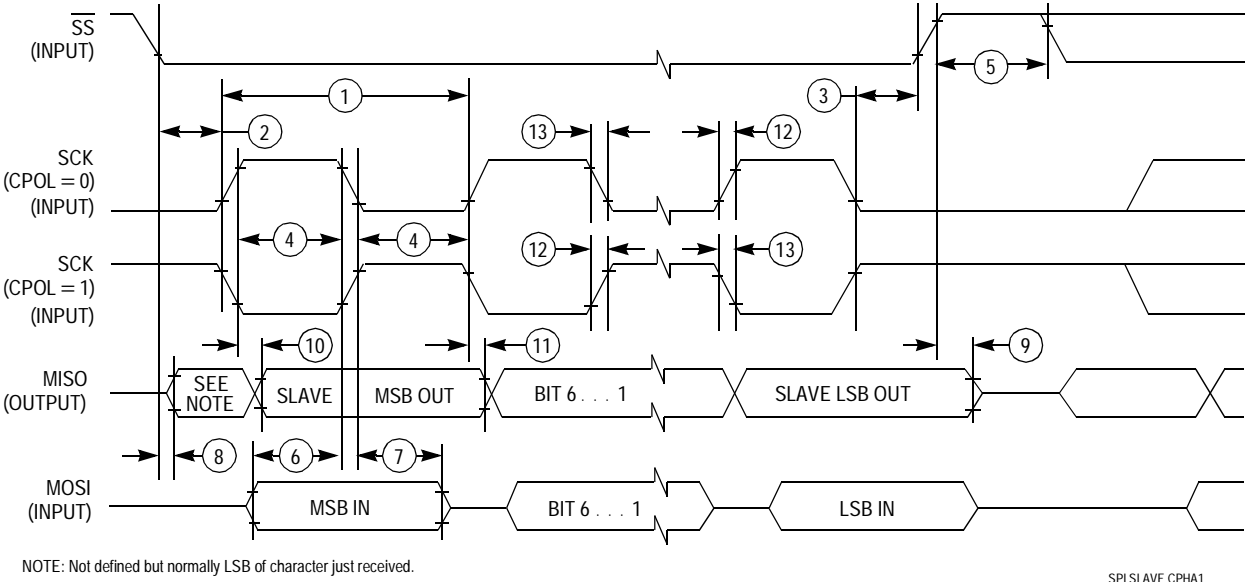 SS
(INPUT)
5
1
3
2
13
12
SCK
(CPOL = 0)
(INPUT)
4
4
12
13
SCK
(CPOL = 1)
(INPUT)
10
11
9
MISO
(OUTPUT)
SEE
NOTE
SLAVE
MSB OUT
BIT 6 . . . 1
SLAVE LSB OUT
8
6
7
MOSI
(INPUT)
MSB IN
BIT 6 . . . 1
LSB IN
NOTE: Not defined but normally LSB of character just received.
SPI SLAVE CPHA1